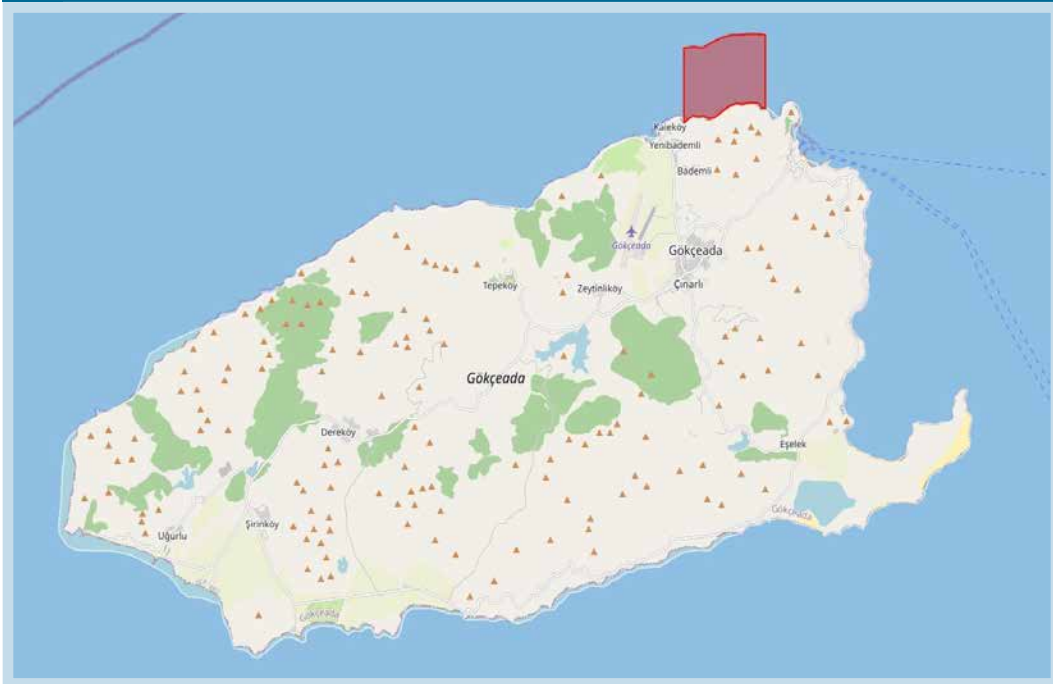 Kaleköy
Yenibademli
Bademli
Gökçeada
Gökçeada
Çınarlı
Tepeköy
Zeytinliköy
Gökçeada
Dereköy
Eşelek
Gökçeada
Şirinköy
Uğurlu
Gökçeada